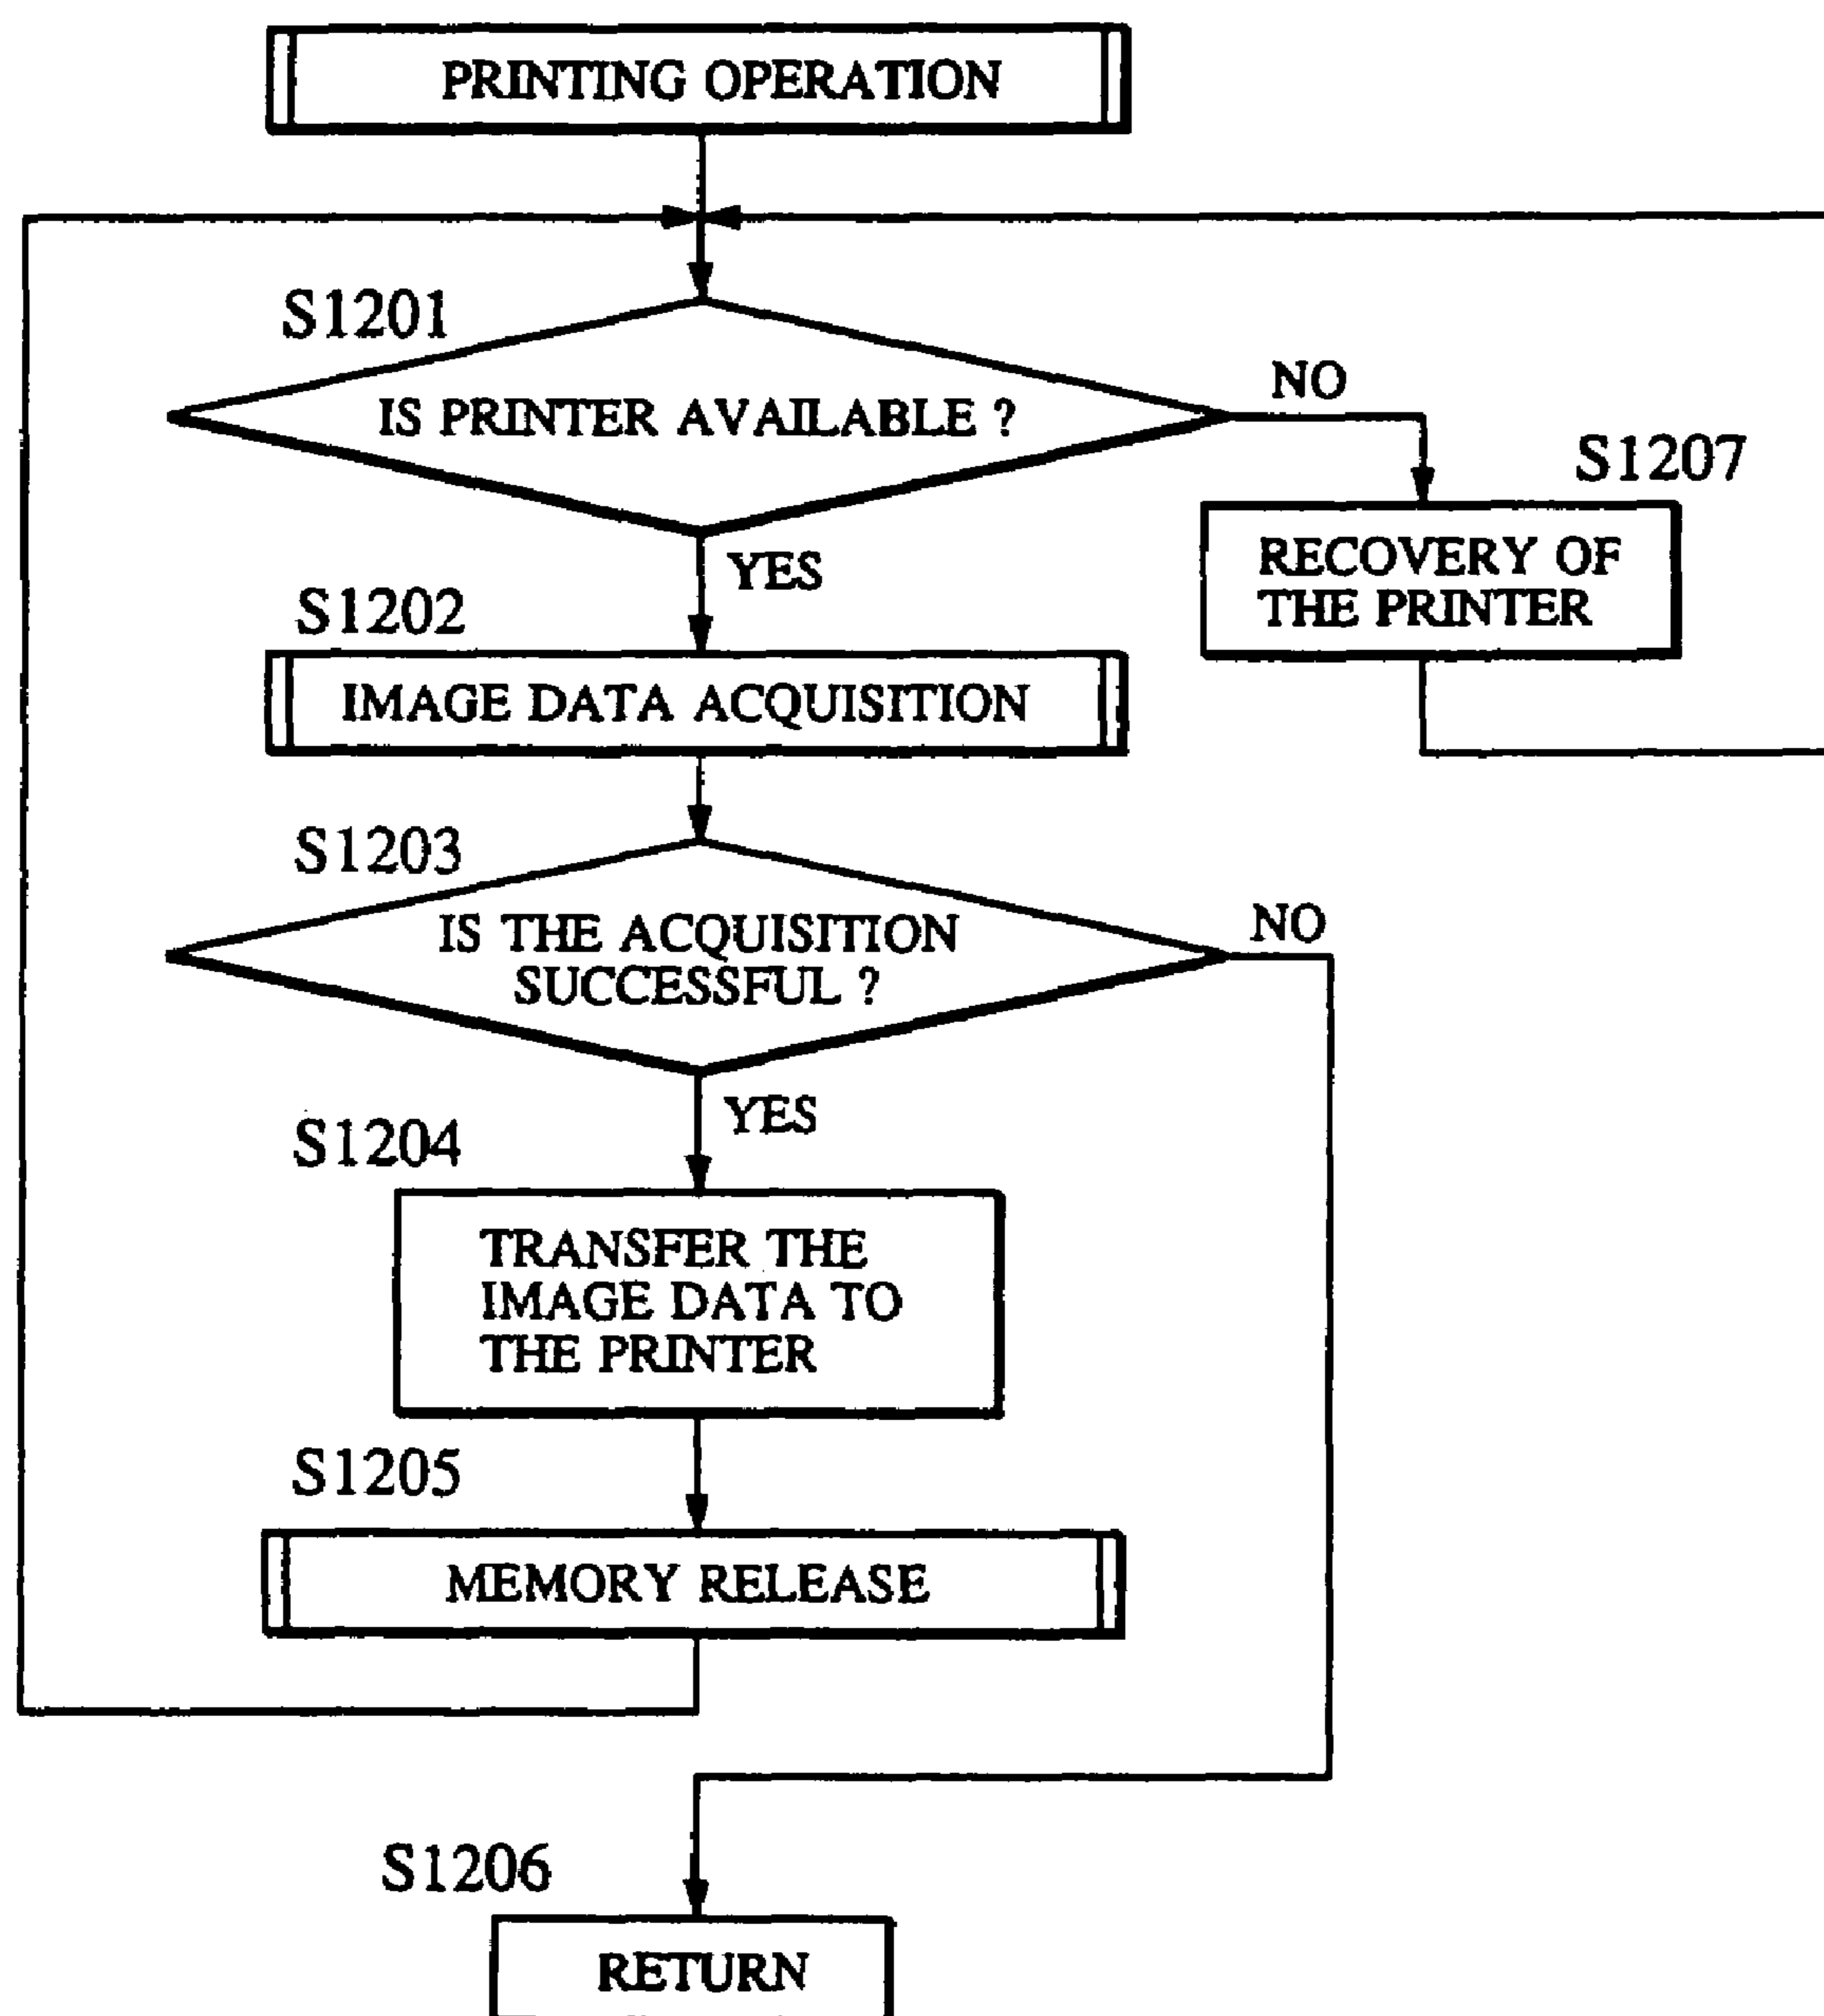 PRINTING OPERATION
S1201
IS PRINTER AVAILABLE ?
NO
S1207
RECOVERY OF
THE PRINTER
YES
S1202
IMAGE DATA ACQUISITION
S1203
IS THE ACQUISITION
SUCCESSFUL ?
NO
YES
S1204
TRANSFER THE
IMAGE DATA TO
THE PRINTER
S1205
MEMORY RELEASE
S1206
RETURN